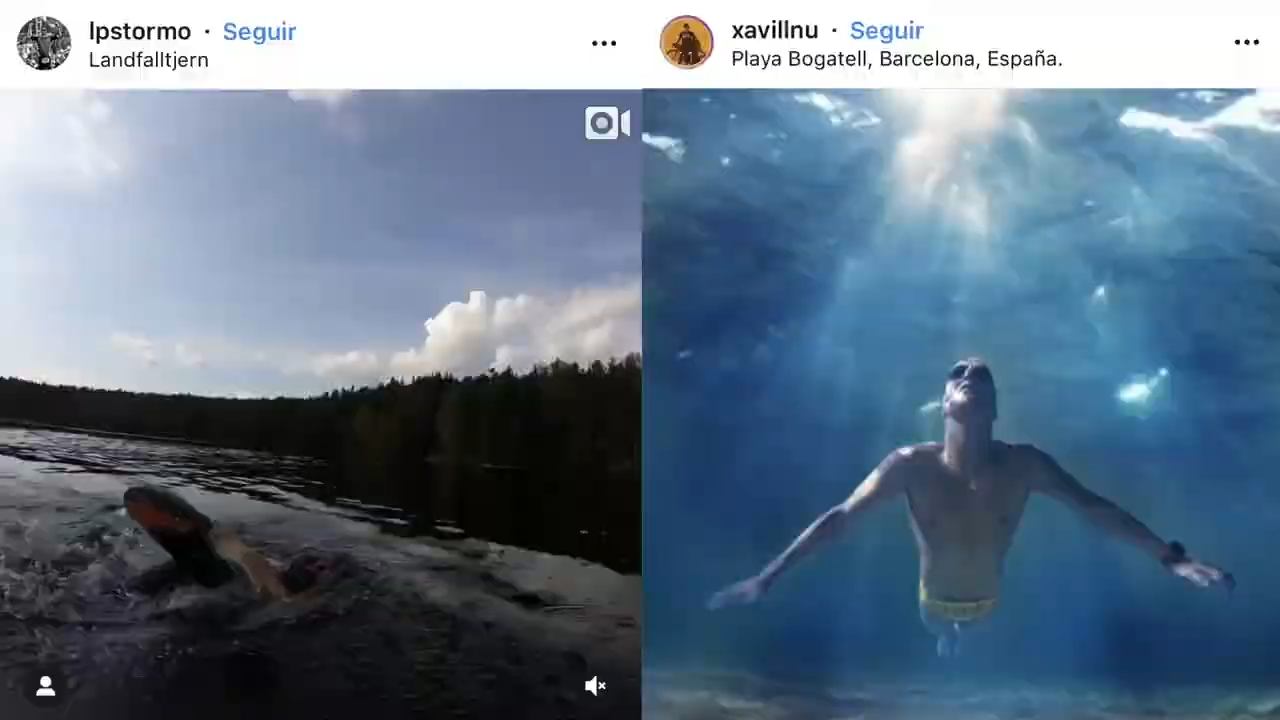 lpstormo · Seguir
Landfalltjern
xavillnu · Seguir
Playa Bogatell, Barcelona, España.